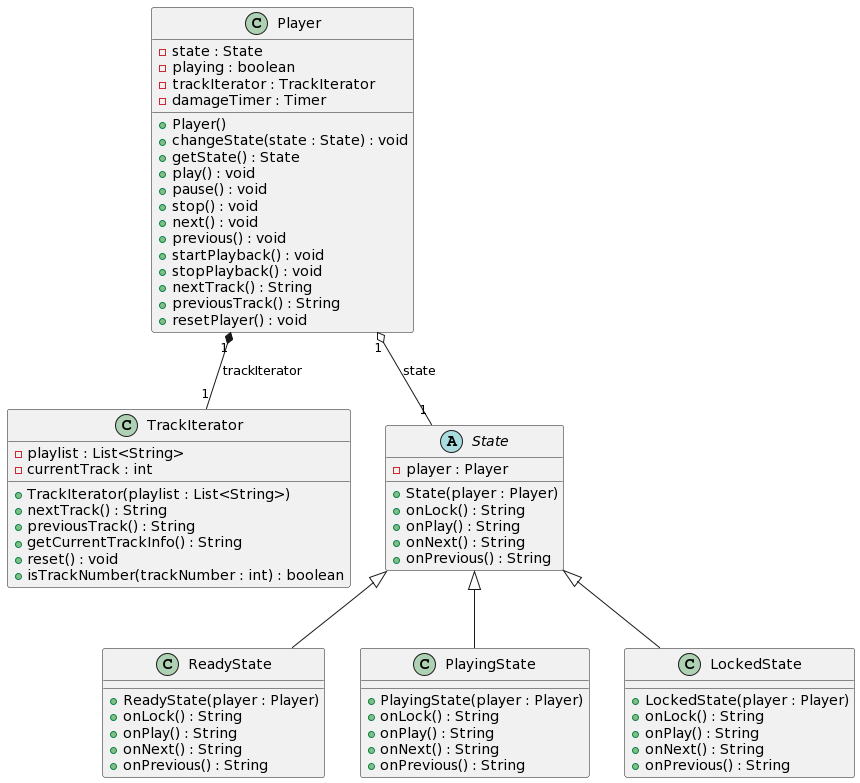 C Player
state : State
playing : boolean
trackIterator : TrackIterator
damageTimer : Timer
Player()
changeState(state : State) : void
getState() : State
play() : void
pause() : void
stop() : void
next() : void
previous() : void
startPlayback() : void
stopPlayback() : void
nextTrack() : String
previousTrack() : String
resetPlayer() : void
1
1
trackIterator
state
1
1
C TrackIterator
playlist : List<String>
currentTrack : int
TrackIterator(playlist : List<String>)
nextTrack() : String
previousTrack() : String
getCurrentTrackInfo() : String
reset() : void
isTrackNumber(trackNumber : int) : boolean
A State
player : Player
State(player : Player)
onLock() : String
onPlay() : String
onNext() : String
onPrevious() : String
C ReadyState
ReadyState(player : Player)
onLock() : String
onPlay() : String
onNext() : String
onPrevious() : String
C PlayingState
PlayingState(player : Player)
onLock() : String
onPlay() : String
onNext() : String
onPrevious() : String
C LockedState
LockedState(player : Player)
onLock() : String
onPlay() : String
onNext() : String
onPrevious() : String